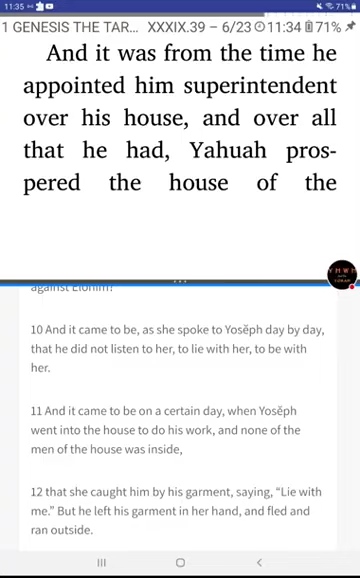 11:35
71%
1 GENESIS THE TAR... XXXIX.39 – 6/23 11:34 71%
And it was from the time he
appointed him superintendent
over his house, and over all
that he had, Yahuah pros-
pered the house of the
YHWH
TORAH
against Elohim?
10 And it came to be, as she spoke to Yosĕph day by day,
that he did not listen to her, to lie with her, to be with
her.
11 And it came to be on a certain day, when Yosĕph
went into the house to do his work, and none of the
men of the house was inside,
12 that she caught him by his garment, saying, “Lie with
me.” But he left his garment in her hand, and fled and
ran outside.